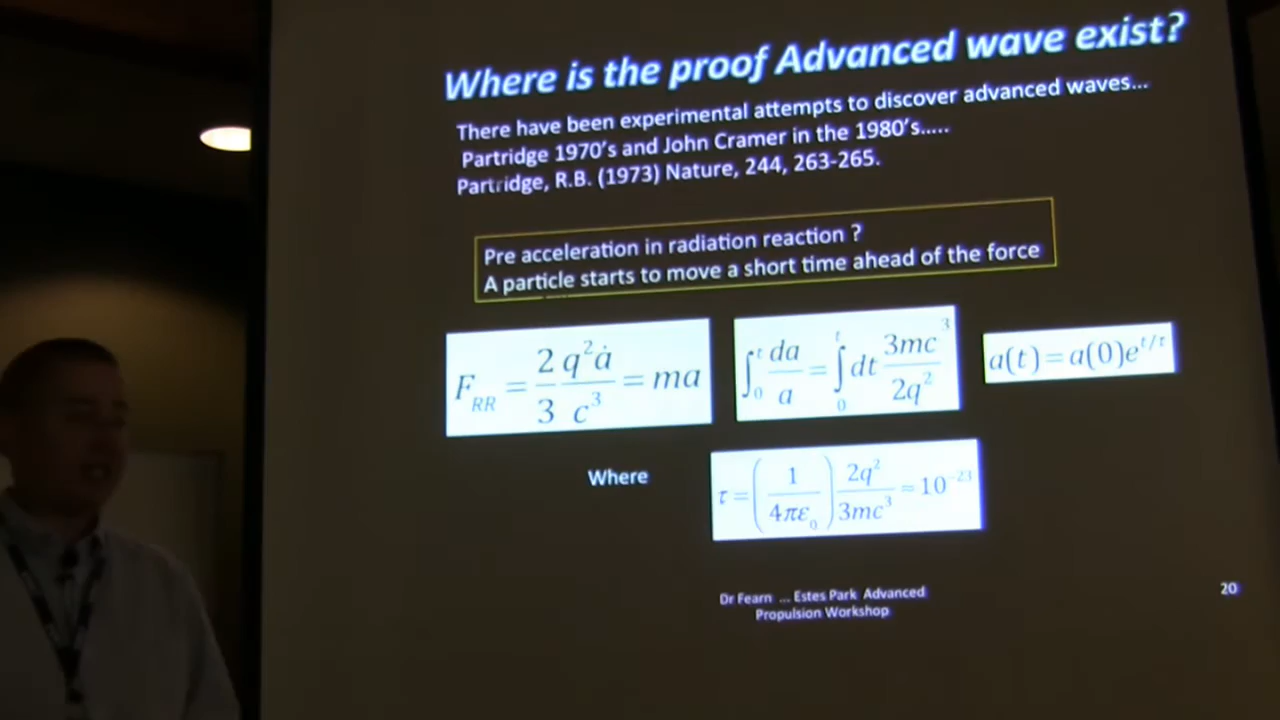 Where is the proof Advanced wave exist?
There have been experimental attempts to discover advanced waves...
Partridge 1970's and John Cramer in the 1980's.....
Partridge, R.B. (1973) Nature, 244, 263-265.
Pre acceleration in radiation reaction ?
A particle starts to move a short time ahead of the force
F_RR = 2/3 q²ȧ/c³ = ma
∫₀ᵗ da/a = ∫₀ᵗ dt 3mc³/2q²
a(t) = a(0)e^{t/τ}
Where
τ = (1/4πε₀) 2q²/3mc³ = 10⁻²³
Dr Fearn ... Estes Park Advanced
Propulsion Workshop
20